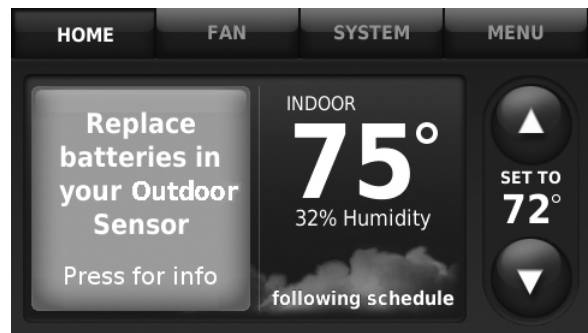 HOME FAN SYSTEM MENU
Replace
batteries in
your Outdoor
Sensor
Press for info
INDOOR
75°
32% Humidity
following schedule
SET TO
72°